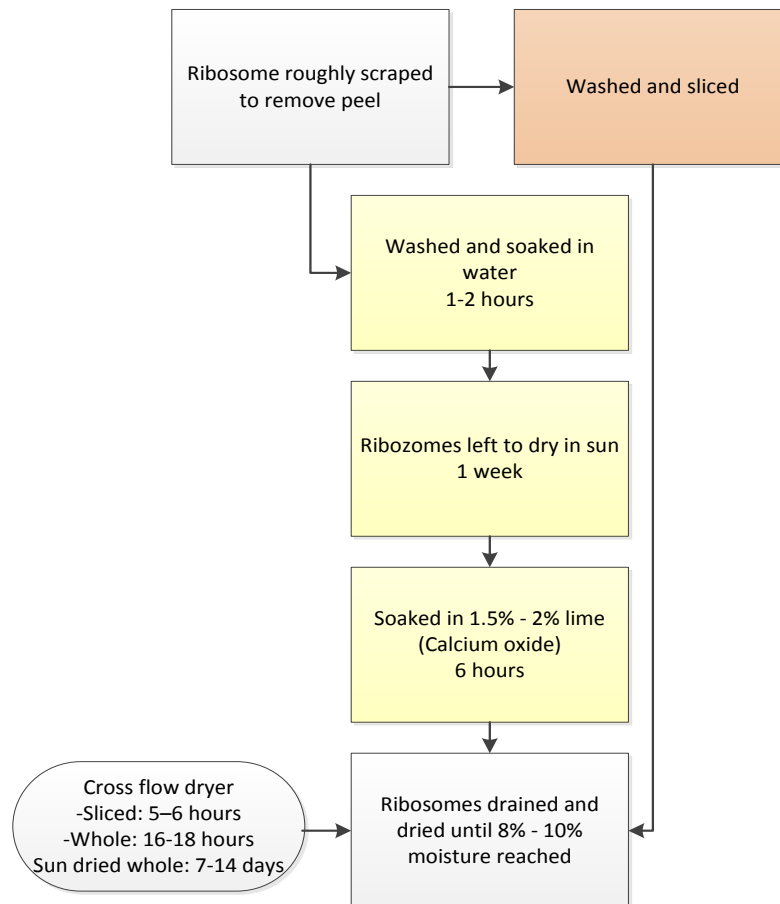 Ribosome roughly scraped
to remove peel
Washed and sliced
Washed and soaked in
water
1-2 hours
Ribozomes left to dry in sun
1 week
Soaked in 1.5% - 2% lime
(Calcium oxide)
6 hours
Cross flow dryer
-Sliced: 5–6 hours
-Whole: 16-18 hours
Sun dried whole: 7-14 days
Ribosomes drained and
dried until 8% - 10%
moisture reached